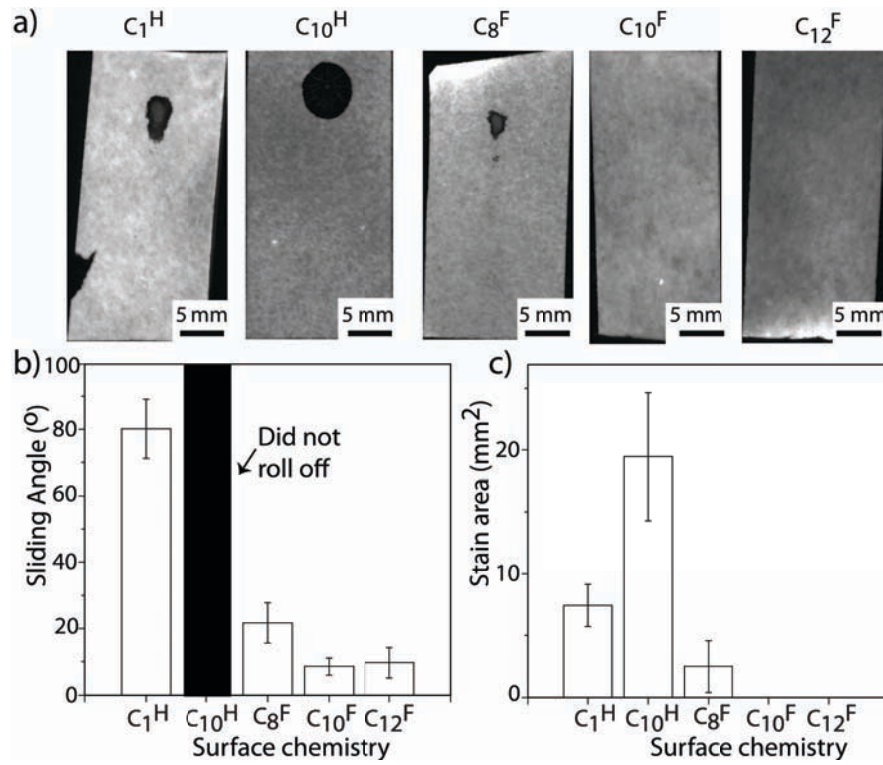 a)
C₁ᴴ C₁₀ᴴ C₈ᶠ C₁₀ᶠ C₁₂ᶠ
5 mm 5 mm 5 mm 5 mm 5 mm
b)
Sliding Angle (º)
100
80
60
40
20
0
Did not
roll off
C₁ᴴ C₁₀ᴴ C₈ᶠ C₁₀ᶠ C₁₂ᶠ
Surface chemistry
c)
Stain area (mm²)
20
10
0
C₁ᴴ C₁₀ᴴ C₈ᶠ C₁₀ᶠ C₁₂ᶠ
Surface chemistry